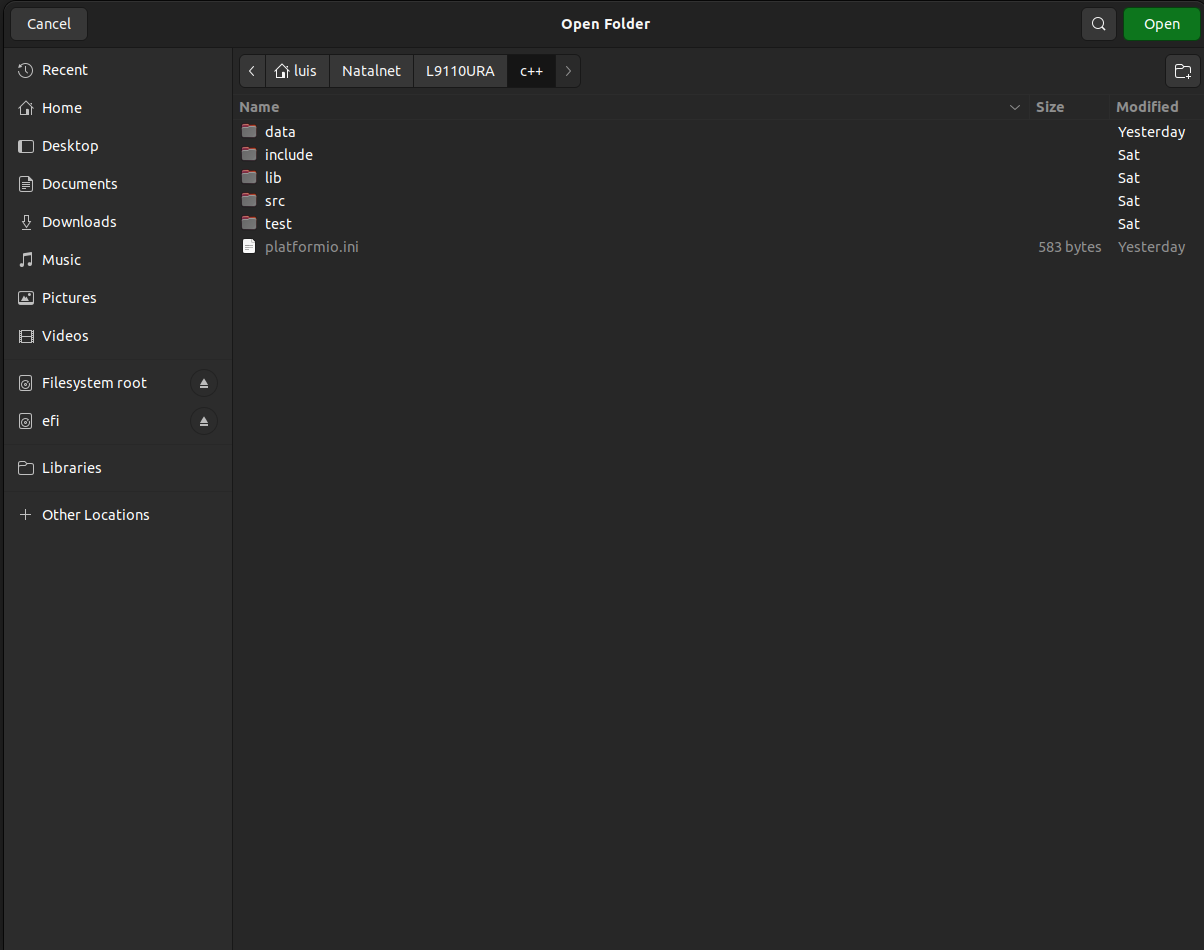 Cancel Open Folder Open
Recent
Home
Desktop
Documents
Downloads
Music
Pictures
Videos
Filesystem root
efi
Libraries
Other Locations
luis Natalnet L9110URA c++
Name Size Modified
data Yesterday
include Sat
lib Sat
src Sat
test Sat
platformio.ini 583 bytes Yesterday